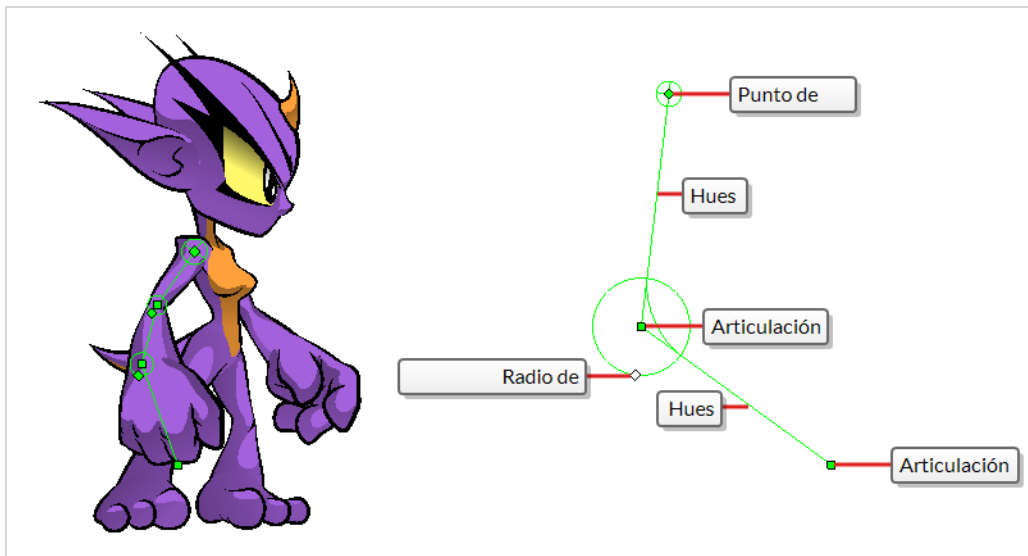 Punto de
Hues
Articulación
Radio de
Hues
Articulación